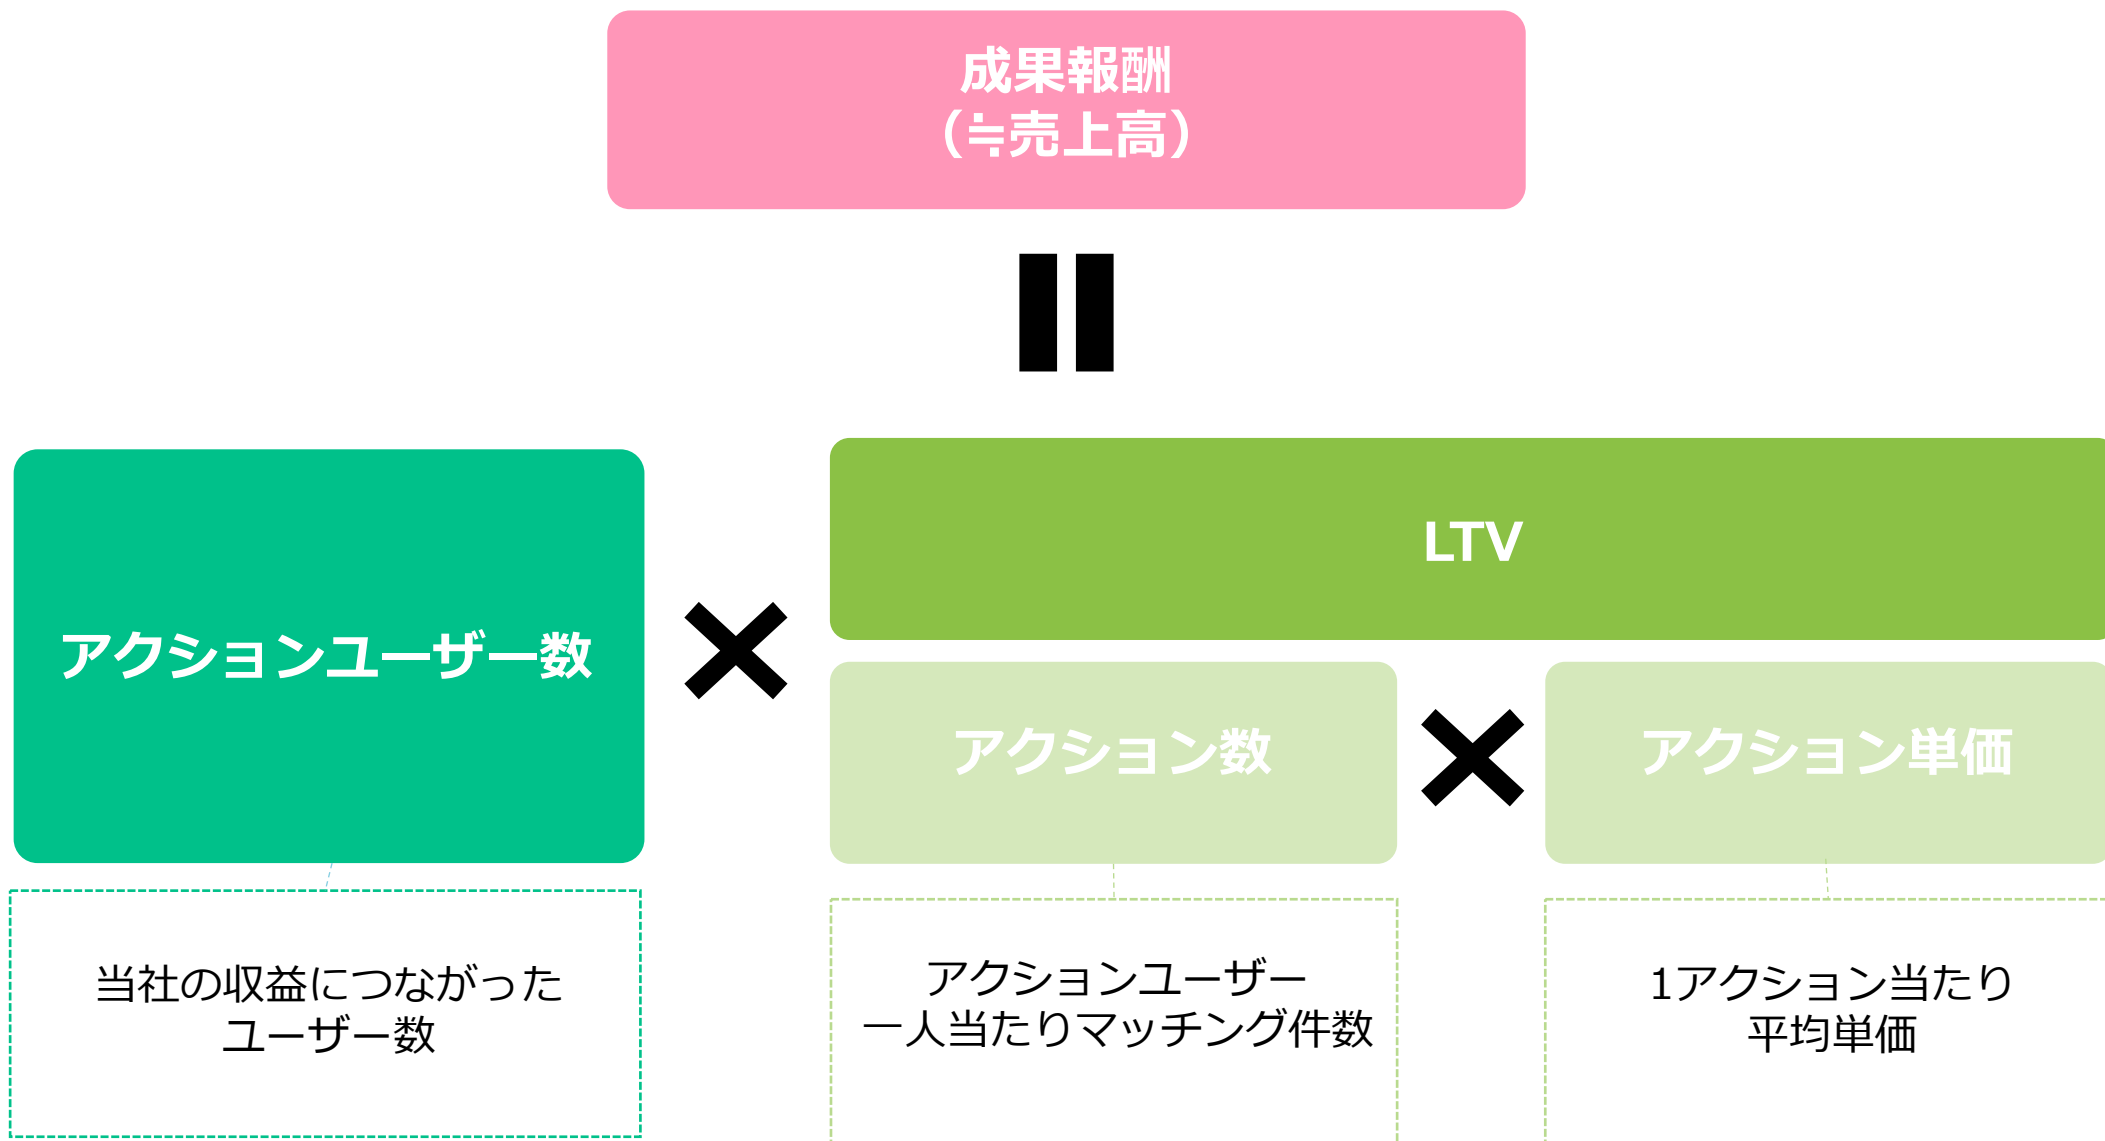 成果報酬
（≒売上高）
アクションユーザー数
LTV
アクション数
アクション単価
当社の収益につながった
ユーザー数
アクションユーザー
一人当たりマッチング件数
1アクション当たり
平均単価